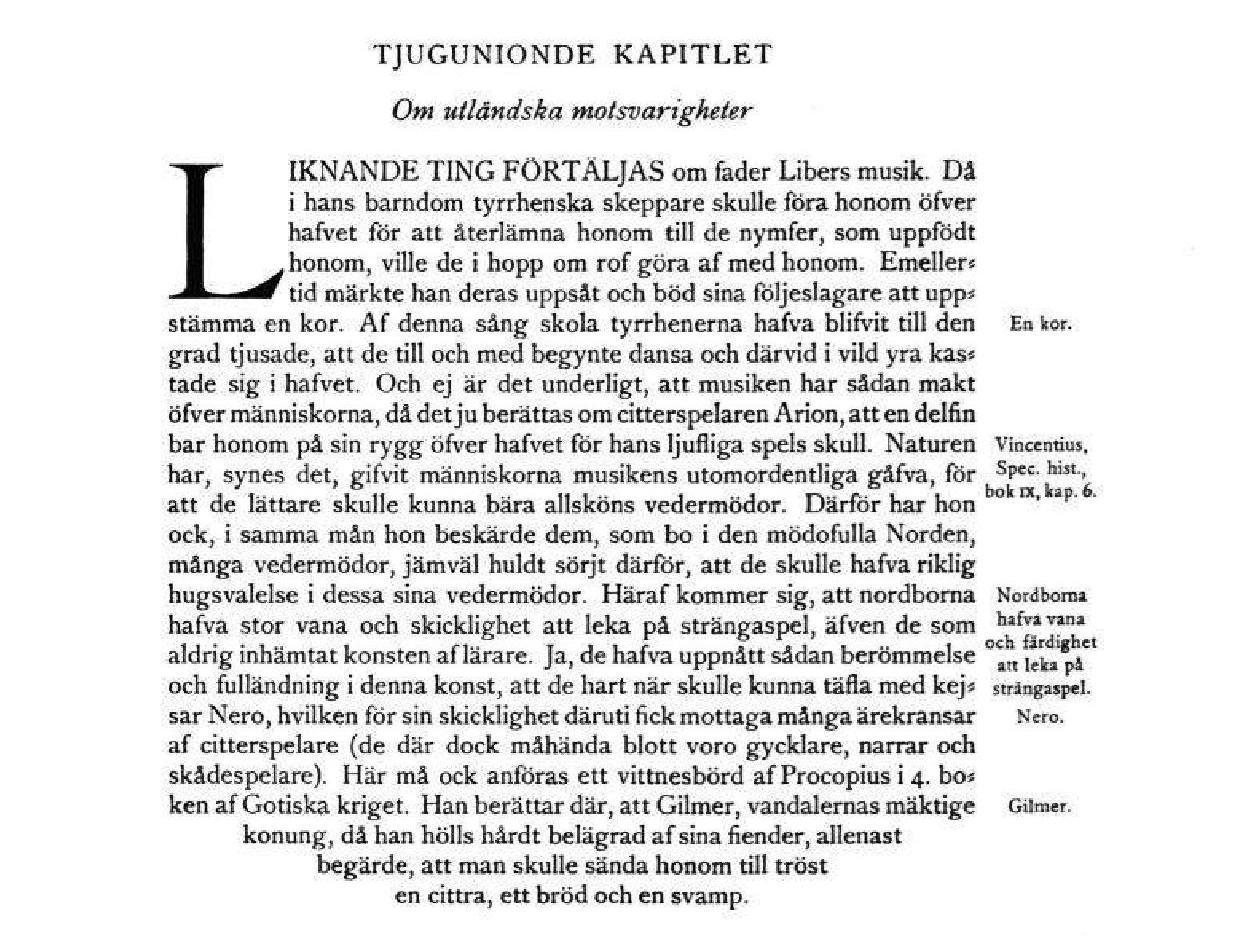 TJUGUNIONDE KAPITLET
Om utländska motsvarigheter
LIKNANDE TING FÖRTÄLJAS om fader Libers musik. Då
i hans barndom tyrrhenska skeppare skulle föra honom öfver
hafvet för att återlämna honom till de nymfer, som uppfödt
honom, ville de i hopp om rof göra af med honom. Emeller⸗
tid märkte han deras uppsåt och böd sina följeslagare att upp⸗
stämma en kor. Af denna sång skola tyrrhenerna hafva blifvit till den
En kor.
grad tjusade, att de till och med begynte dansa och därvid i vild yra kas⸗
tade sig i hafvet. Och ej är det underligt, att musiken har sådan makt
öfver människorna, då det ju berättas om citterspelaren Arion, att en delfin
bar honom på sin rygg öfver hafvet för hans ljufliga spels skull. Naturen
har, synes det, gifvit människorna musikens utomordentliga gåfva, för
att de lättare skulle kunna bära allsköns vedermödor. Därför har hon
Vincentius,
Spec. hist.,
bok IX, kap. 6.
ock, i samma mån hon beskärde dem, som bo i den mödofulla Norden,
många vedermödor, jämväl huldt sörjt därför, att de skulle hafva riklig
hugsvalelse i dessa sina vedermödor. Häraf kommer sig, att nordborna
hafva stor vana och skicklighet att leka på strängaspel, äfven de som
aldrig inhämtat konsten af lärare. Ja, de hafva uppnått sådan berömmelse
och fulländning i denna konst, att de hart när skulle kunna täfla med kej⸗
Nordborna
hafva vana
och färdighet
att leka på
strängaspel.
sar Nero, hvilken för sin skicklighet däruti fick mottaga många ärekransar
Nero.
af citterspelare (de där dock måhända blott voro gycklare, narrar och
skådespelare). Här må ock anföras ett vittnesbörd af Procopius i 4. bo⸗
ken af Gotiska kriget. Han berättar där, att Gilmer, vandalernas mäktige
Gilmer.
konung, då han hölls hårdt belägrad af sina fiender, allenast
begärde, att man skulle sända honom till tröst
en cittra, ett bröd och en svamp.